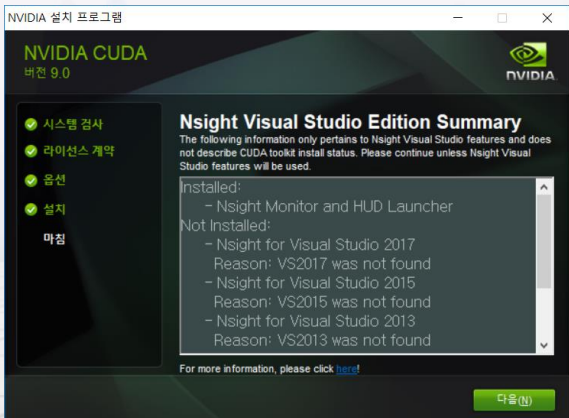 NVIDIA 설치 프로그램
NVIDIA CUDA
버전 9.0
NVIDIA.
시스템 검사
라이선스 계약
옵션
설치
마침
Nsight Visual Studio Edition Summary
The following information only pertains to Nsight Visual Studio features and does
not describe CUDA toolkit install status. Please continue unless Nsight Visual
Studio features will be used.
Installed:
- Nsight Monitor and HUD Launcher
Not Installed:
- Nsight for Visual Studio 2017
Reason: VS2017 was not found
- Nsight for Visual Studio 2015
Reason: VS2015 was not found
- Nsight for Visual Studio 2013
Reason: VS2013 was not found
For more information, please click here!
다음(N)